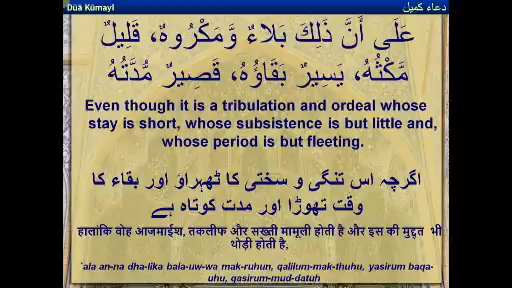 Duā Kūmayl
دعاء كميل
عَلَى أَنَّ ذَلِكَ بَلاءٌ وَّمَكْرُوهٌ، قَلِيلٌ
مَّكْثُهُ، يَسِيرٌ بَقَاؤُهُ، قَصِيرٌ مُّدَّتُهُ
Even though it is a tribulation and ordeal whose
stay is short, whose subsistence is but little and,
whose period is but fleeting.
اگرچہ اس تنگی و سختی کا ٹھہراؤ اور بقاء کا
وقت تھوڑا اور مدت کوتاہ ہے
हालांकि वोह आजमाईश, तकलीफ और सख्ती मामूली होती है और इस की मुद्दत भी
थोड़ी होती है,
`ala an-na dha-lika bala-uw-wa mak-ruhun, qalilum-mak-thuhu, yasirum baqa-
uhu, qasirum-mud-datuh